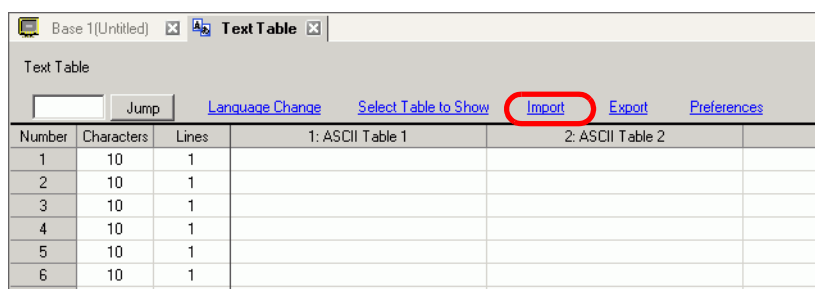 Base 1(Untitled) Text Table
Text Table
Jump Language Change Select Table to Show Import Export Preferences
Number Characters Lines 1: ASCII Table 1 2: ASCII Table 2
1 10 1
2 10 1
3 10 1
4 10 1
5 10 1
6 10 1